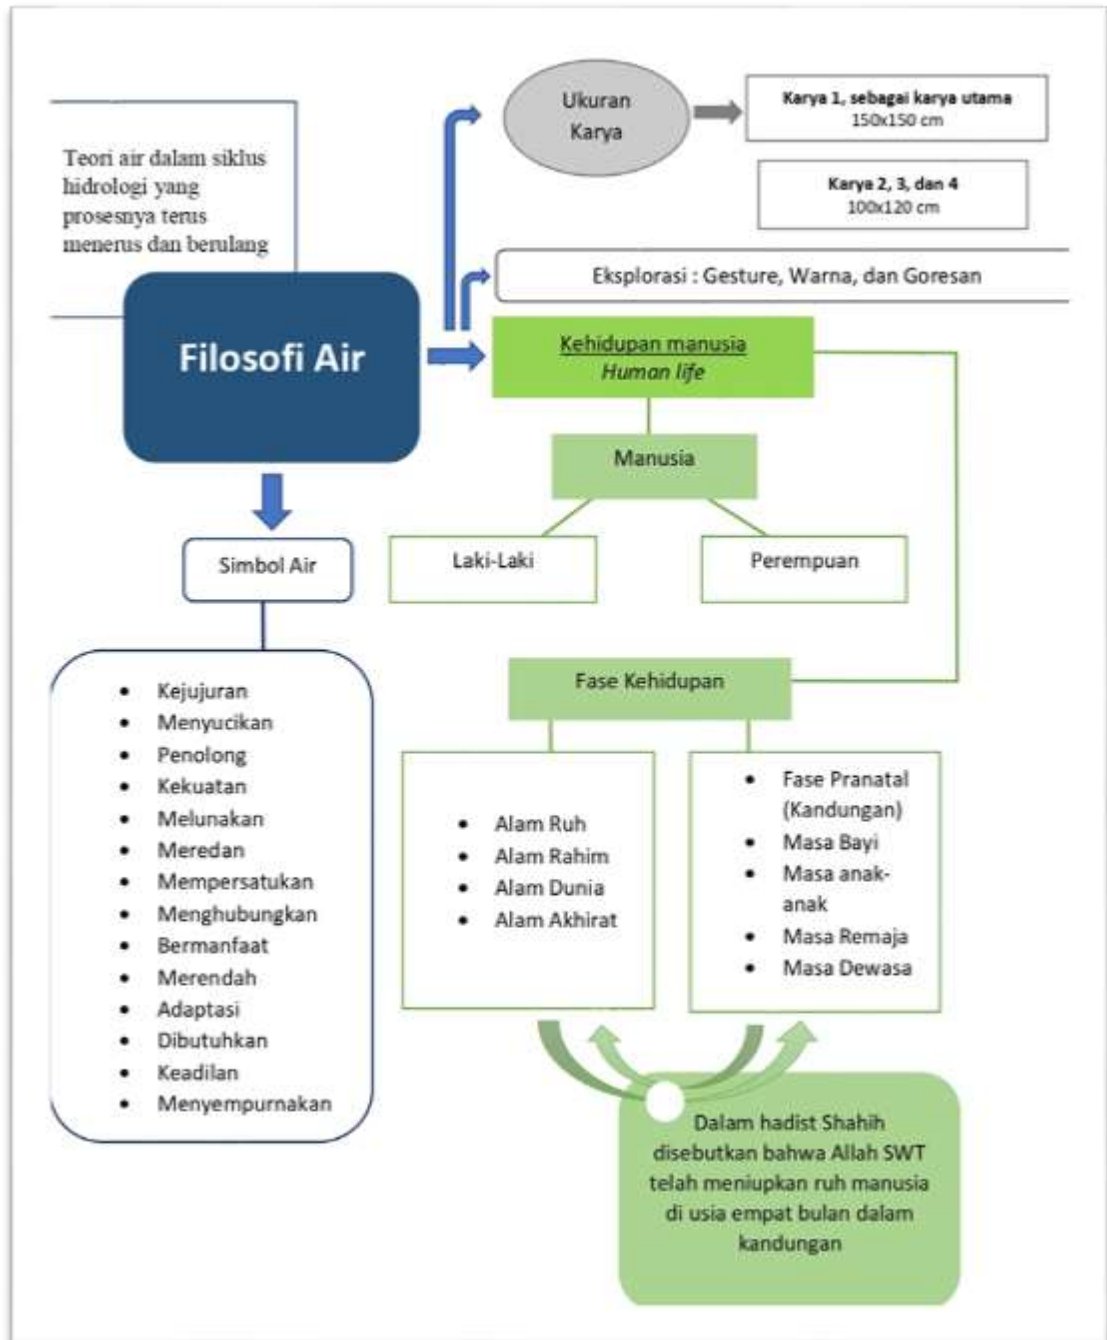 Ukuran
Karya
Karya 1, sebagai karya utama
150x150 cm
Karya 2, 3, dan 4
100x120 cm
Teori air dalam siklus
hidrologi yang
prosesnya terus
menerus dan berulang
Eksplorasi : Gesture, Warna, dan Goresan
Filosofi Air
Kehidupan manusia
Human life
Manusia
Laki-Laki
Perempuan
Simbol Air
• Kejujuran
• Menyucikan
• Penolong
• Kekuatan
• Melunakan
• Meredan
• Mempersatukan
• Menghubungkan
• Bermanfaat
• Merendah
• Adaptasi
• Dibutuhkan
• Keadilan
• Menyempurnakan
Fase Kehidupan
• Alam Ruh
• Alam Rahim
• Alam Dunia
• Alam Akhirat
• Fase Pranatal
(Kandungan)
• Masa Bayi
• Masa anak-
anak
• Masa Remaja
• Masa Dewasa
Dalam hadist Shahih
disebutkan bahwa Allah SWT
telah meniupkan ruh manusia
di usia empat bulan dalam
kandungan